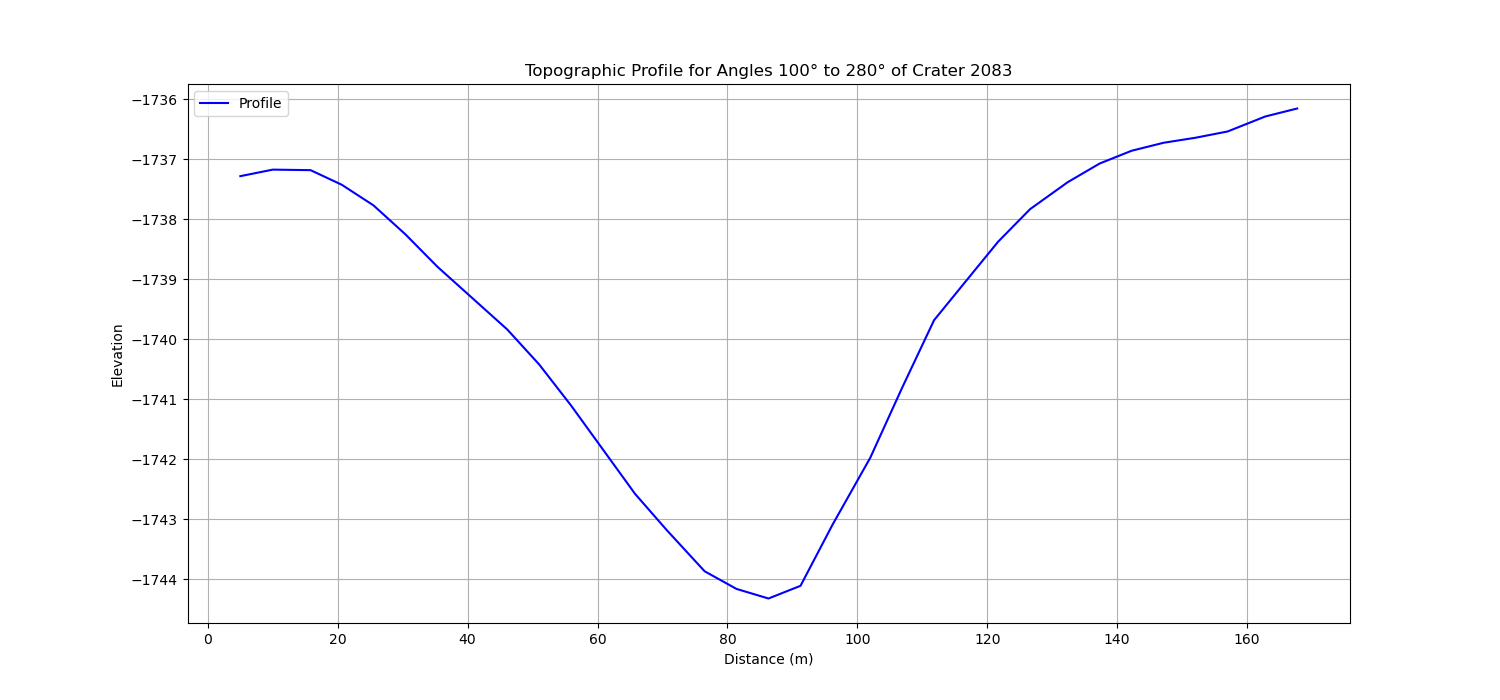 Topographic Profile for Angles 100° to 280° of Crater 2083
Profile
−1736
−1737
−1738
−1739
−1740
−1741
−1742
−1743
−1744
Elevation
0 20 40 60 80 100 120 140 160
Distance (m)